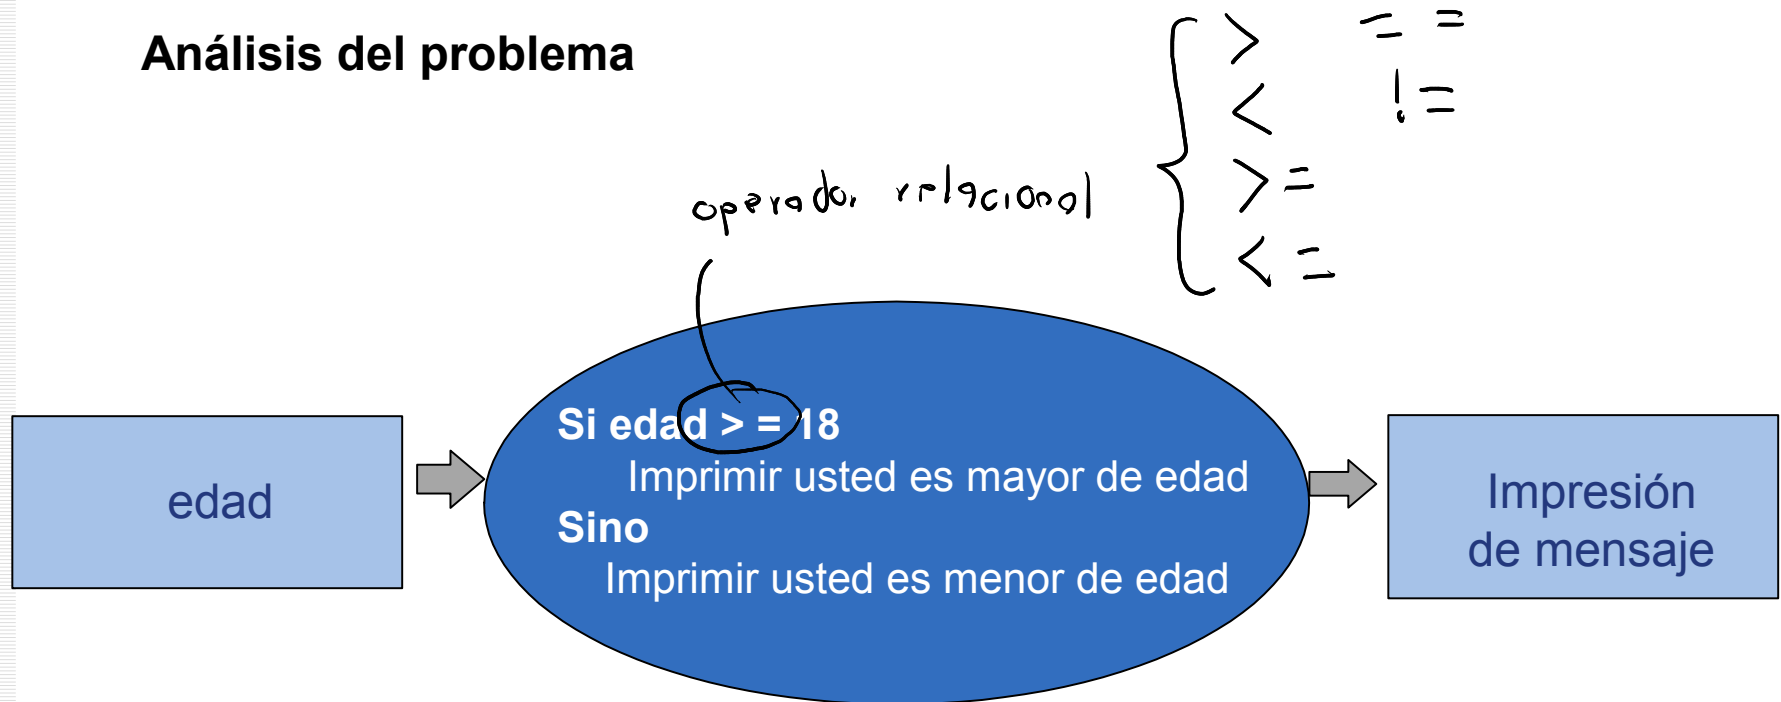 Análisis del problema
> = =
< !=
>=
<=
operador relacional
edad
Si edad > = 18
Imprimir usted es mayor de edad
Sino
Imprimir usted es menor de edad
Impresión
de mensaje